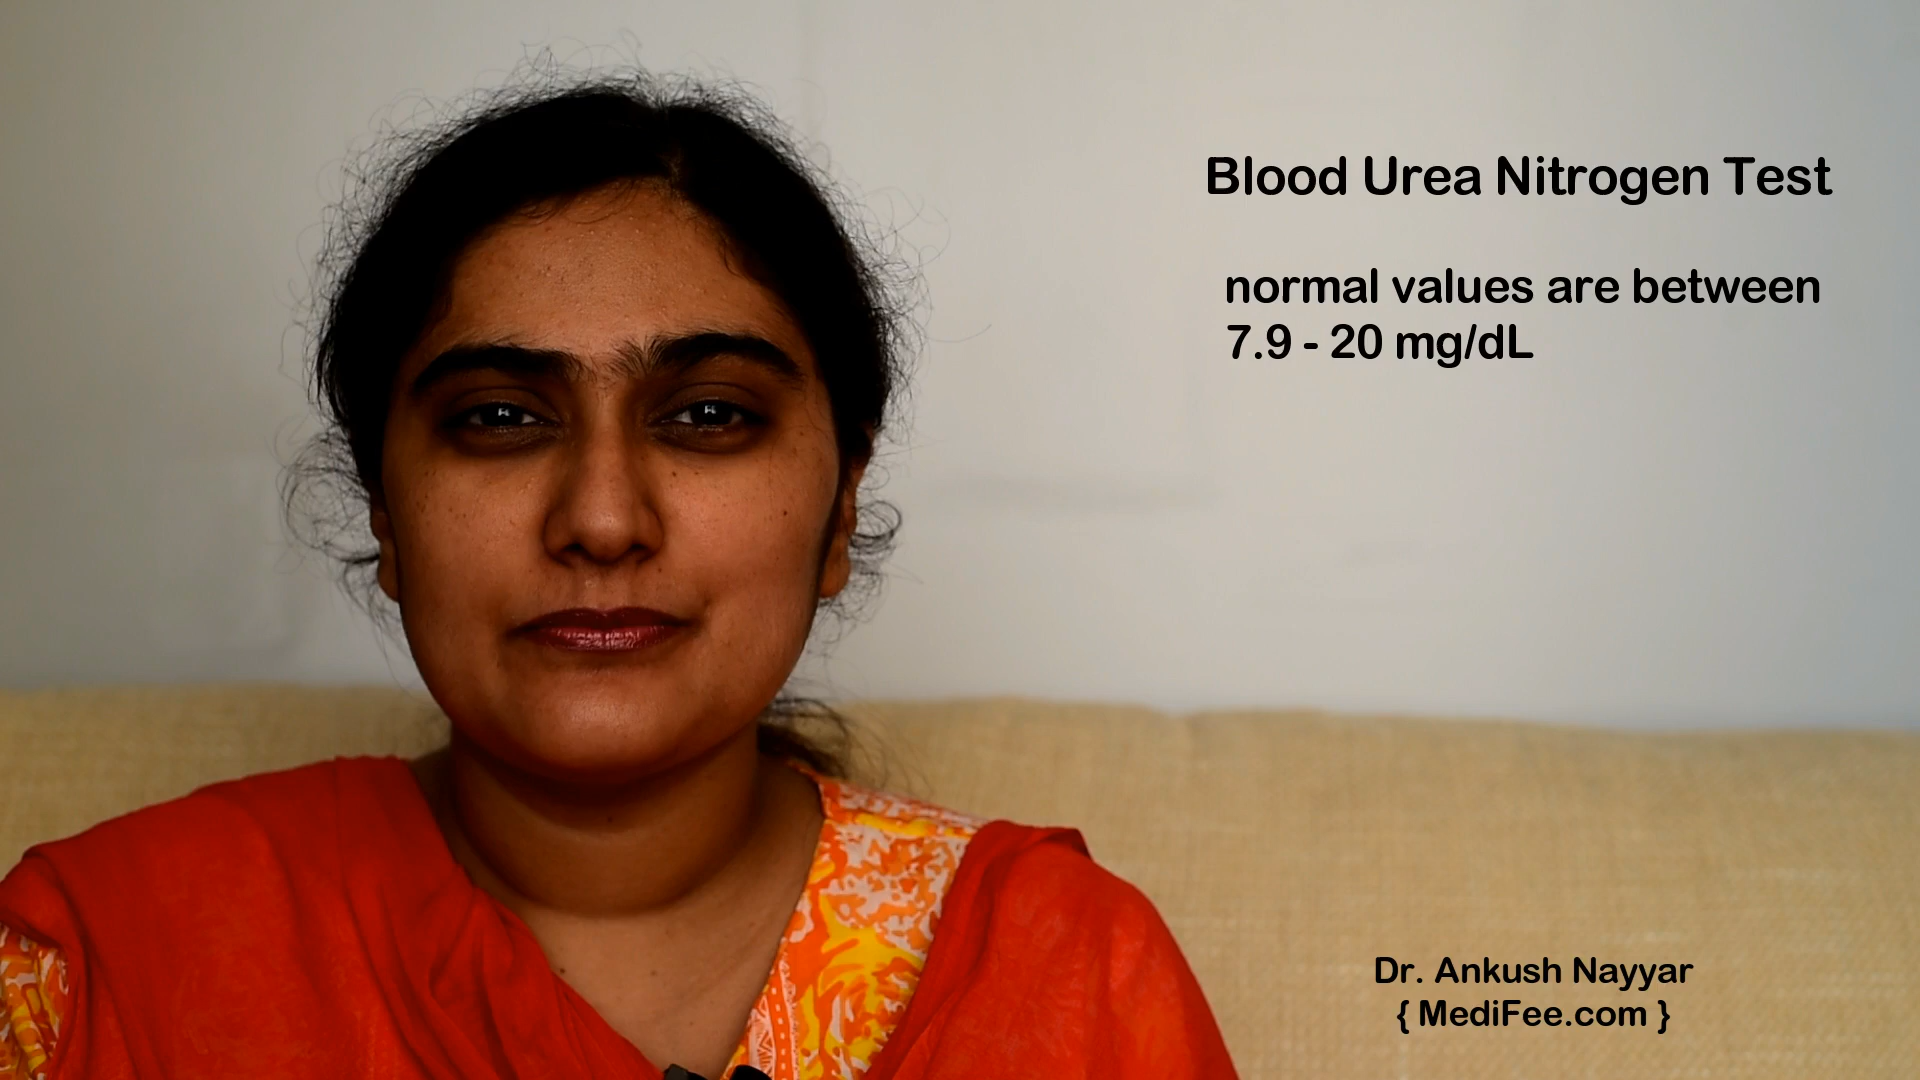 Blood Urea Nitrogen Test
normal values are between
7.9 - 20 mg/dL
Dr. Ankush Nayyar
{ MediFee.com }